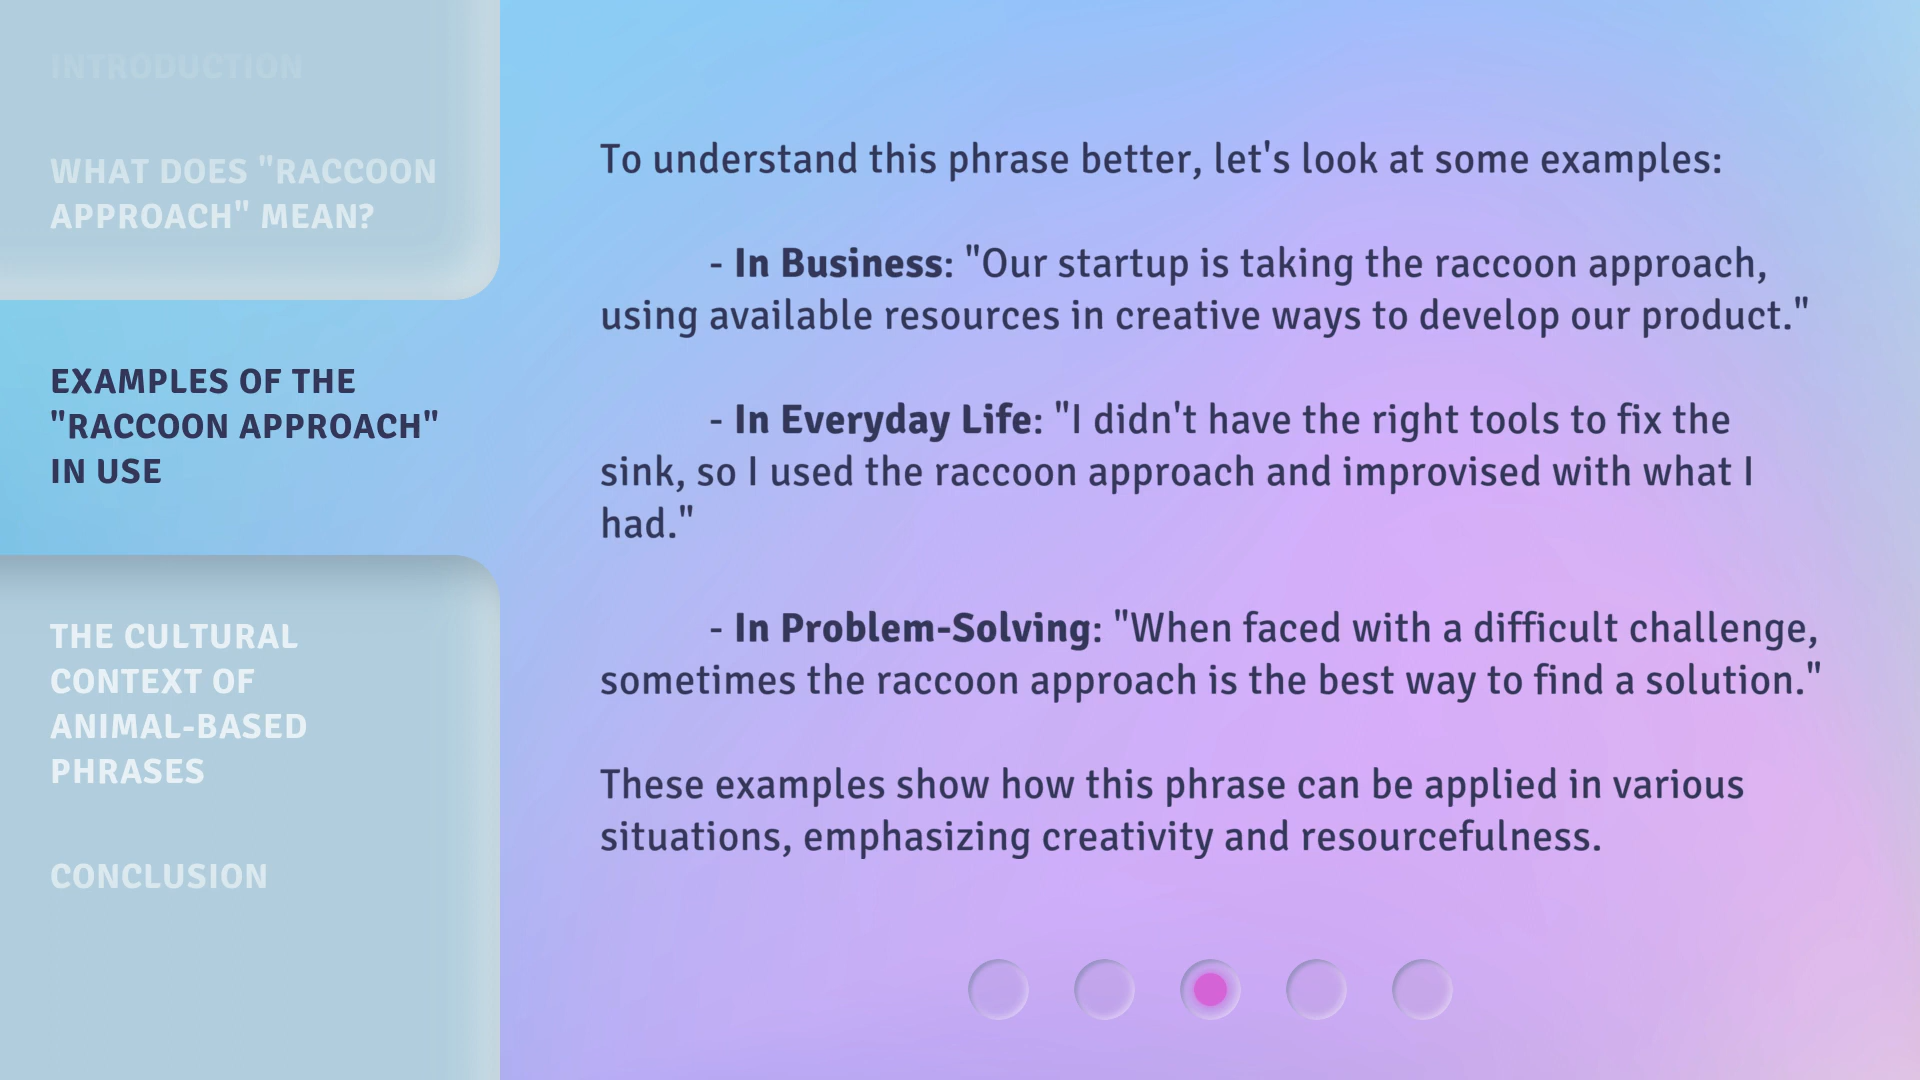 INTRODUCTION
WHAT DOES "RACCOON
APPROACH" MEAN?
EXAMPLES OF THE
"RACCOON APPROACH"
IN USE
THE CULTURAL
CONTEXT OF
ANIMAL-BASED
PHRASES
CONCLUSION
To understand this phrase better, let's look at some examples:
- In Business: "Our startup is taking the raccoon approach,
using available resources in creative ways to develop our product."
- In Everyday Life: "I didn't have the right tools to fix the
sink, so I used the raccoon approach and improvised with what I
had."
- In Problem-Solving: "When faced with a difficult challenge,
sometimes the raccoon approach is the best way to find a solution."
These examples show how this phrase can be applied in various
situations, emphasizing creativity and resourcefulness.